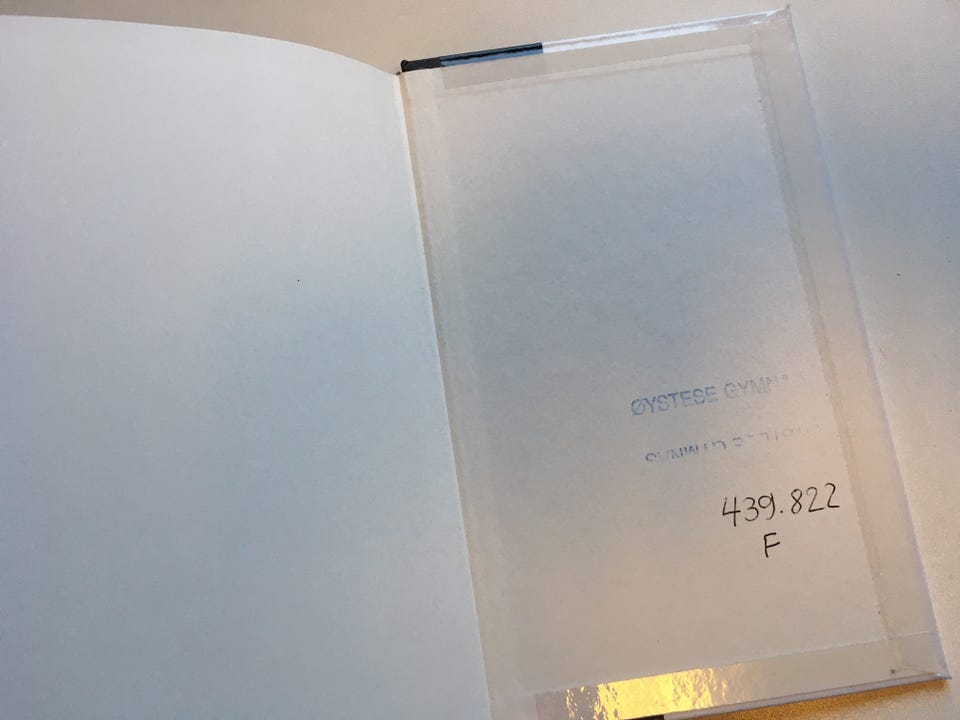 ØYSTESE GYMN
439.822
F